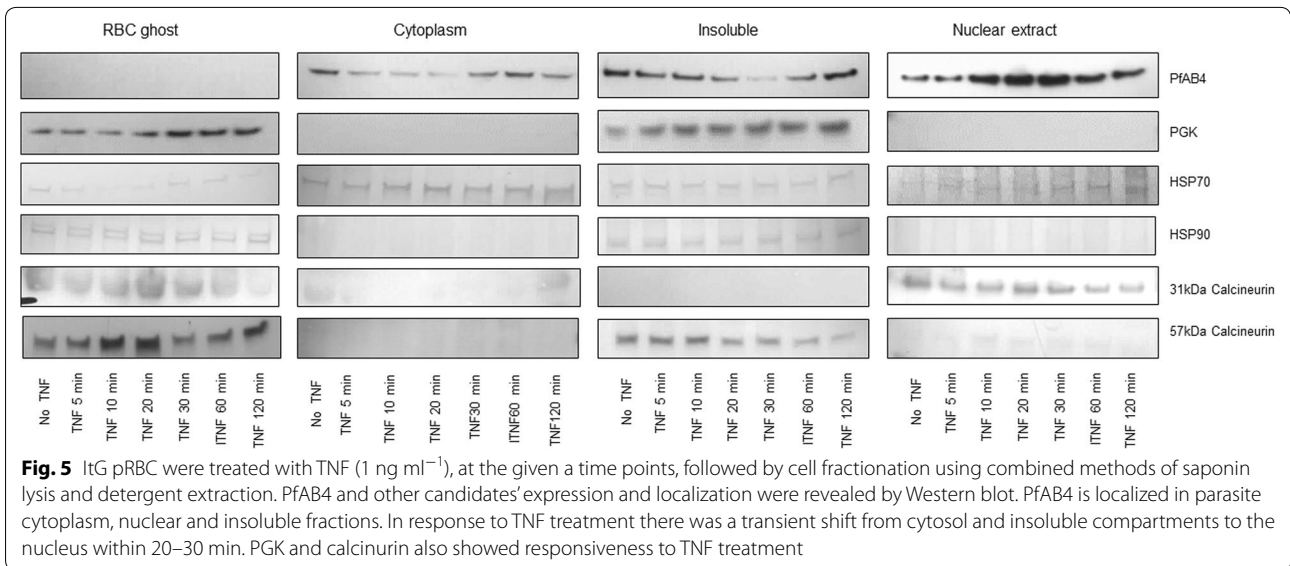 RBC ghost Cytoplasm Insoluble Nuclear extract
PfAB4
PGK
HSP70
HSP90
31kDa Calcineurin
57kDa Calcineurin
No TNF
TNF 5 min
TNF 10 min
TNF 20 min
TNF 30 min
ITNF 60 min
TNF 120 min
No TNF
TNF 5 min
TNF 10 min
TNF 20 min
TNF30 min
ITNF60 min
TNF120 min
No TNF
TNF 5 min
TNF 10 min
TNF 20 min
TNF 30 min
ITNF 60 min
TNF 120 min
No TNF
TNF 5 min
TNF 10 min
TNF 20 min
TNF 30 min
ITNF 60 min
TNF 120 min
Fig. 5 ItG pRBC were treated with TNF (1 ng ml−1), at the given a time points, followed by cell fractionation using combined methods of saponin
lysis and detergent extraction. PfAB4 and other candidates’ expression and localization were revealed by Western blot. PfAB4 is localized in parasite
cytoplasm, nuclear and insoluble fractions. In response to TNF treatment there was a transient shift from cytosol and insoluble compartments to the
nucleus within 20–30 min. PGK and calcinurin also showed responsiveness to TNF treatment